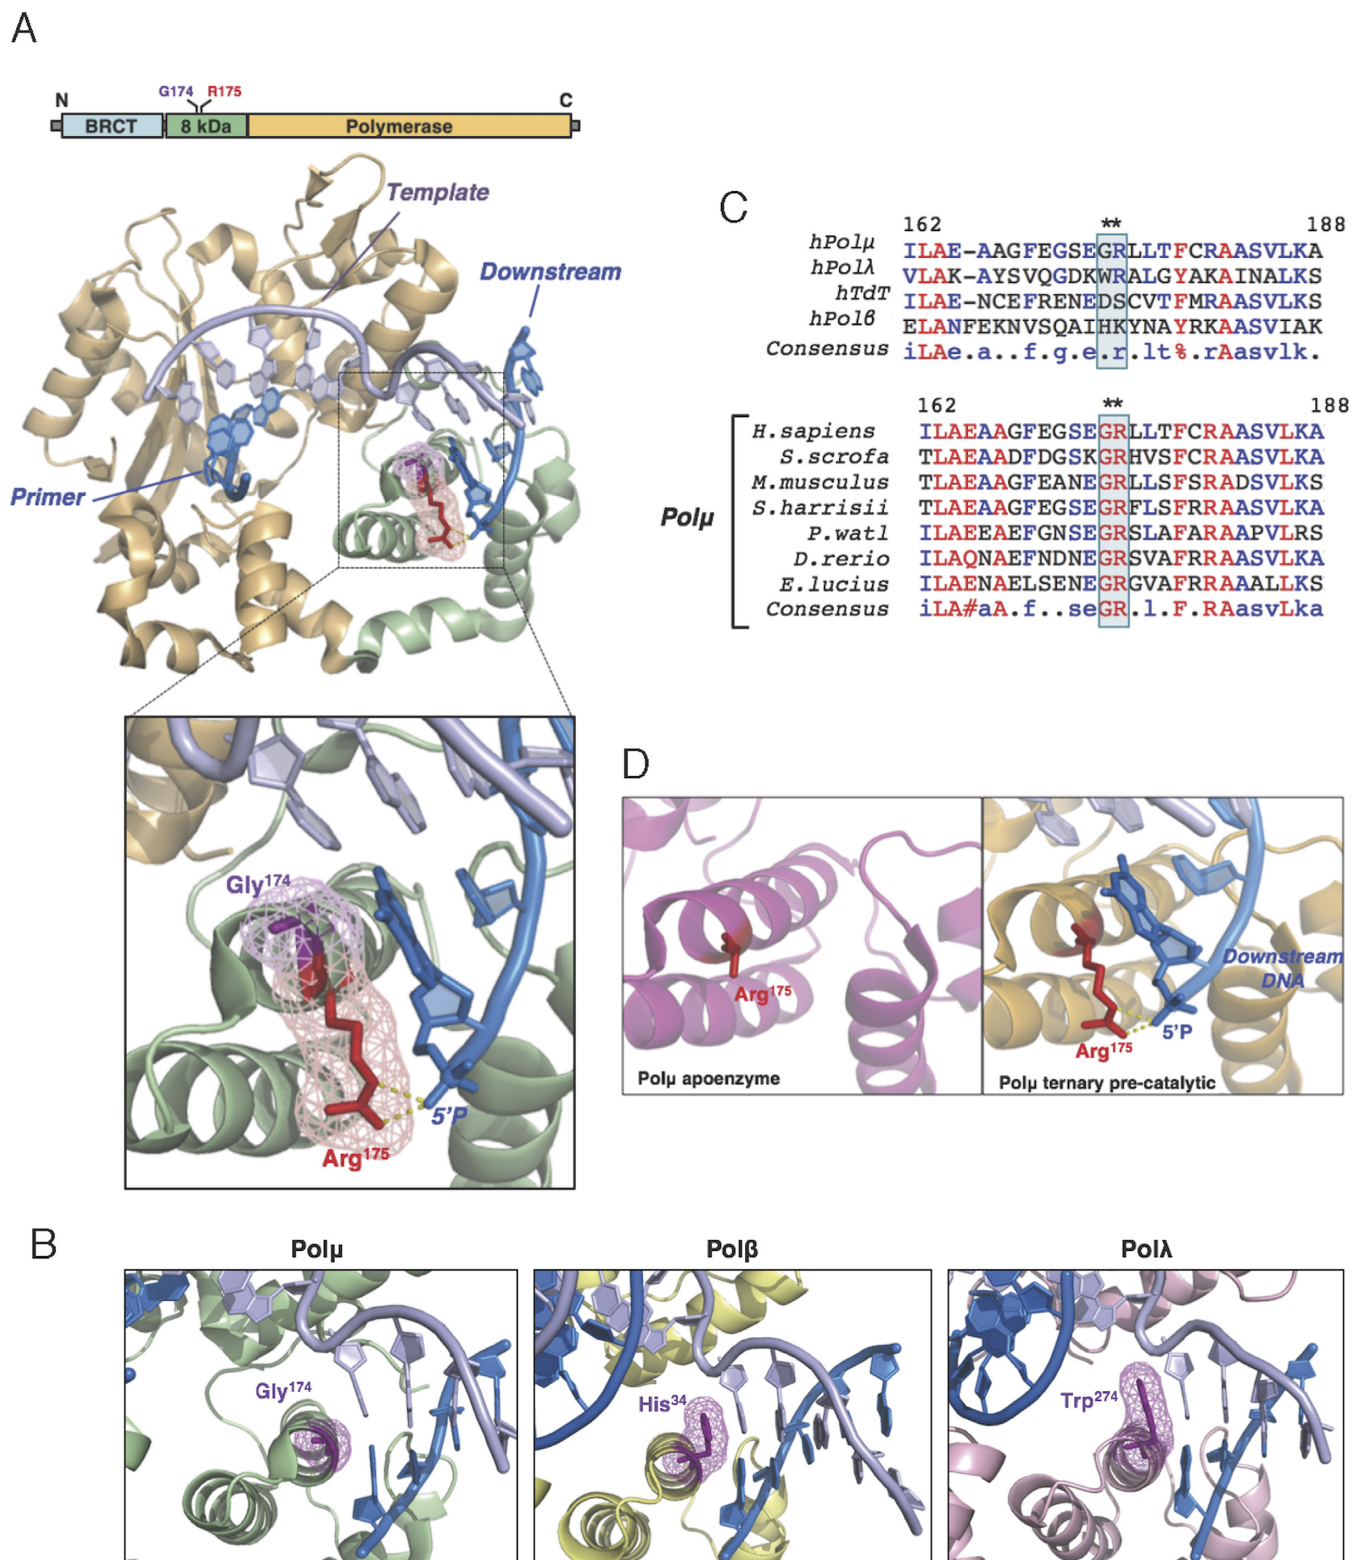 A
G174 R175
N C
BRCT 8 kDa Polymerase
Template
Downstream
Primer
Gly174
5'P
Arg175
C
162 ** 188
hPolμ ILAE-AAGFEGSEGRLLTFCRAASVLKA
hPolλ VLAK-AYSVQGDKWRALGYAKAINALKS
hTdT ILAE-NCEFRENEDSCVTFMRAASVLKS
hPolβ ELANFEKNVSQAIHKYNAYRKAASVIAK
Consensus iLAe.a..f.g.e.r.lt%.rAasvlk.
162 ** 188
Polμ
H.sapiens ILAEAAGFEGSEGRLLTFCRAASVLKA
S.scrofa TLAEAADFDGSKGRHVSFCRAASVLKA
M.musculus TLAEAAGFEANEGRLLSFSRADSVLKS
S.harrisii TLAEAAGFEGSEGRFLSFRRAASVLKA
P.watl ILAEEAEFGNSEGRSLAFARAAPVLRS
D.rerio ILAQNAEFNDNEGRSVAFRRAASVLKA
E.lucius ILAENAELSENEGRGVAFRRAAALLKS
Consensus iLA#aA.f..seGR.l.F.RAasvLka
D
Arg175
Polμ apoenzyme
Downstream
DNA
5'P
Arg175
Polμ ternary pre-catalytic
B
Polμ Polβ Polλ
Gly174
His34
Trp274